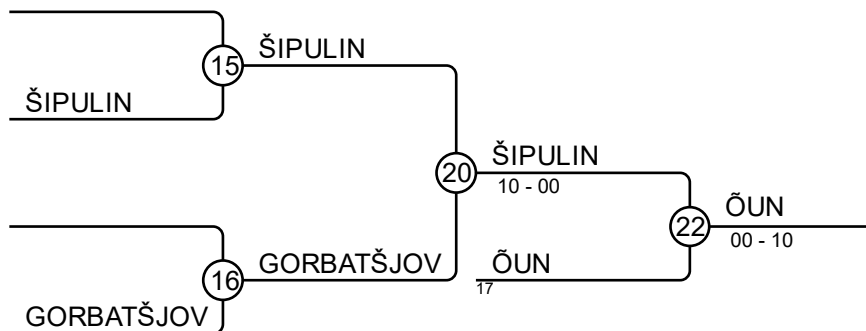 15
ŠIPULIN
ŠIPULIN
20
ŠIPULIN
10 - 00
22
ÕUN
00 - 10
16
GORBATŠJOV
ÕUN
17
GORBATŠJOV